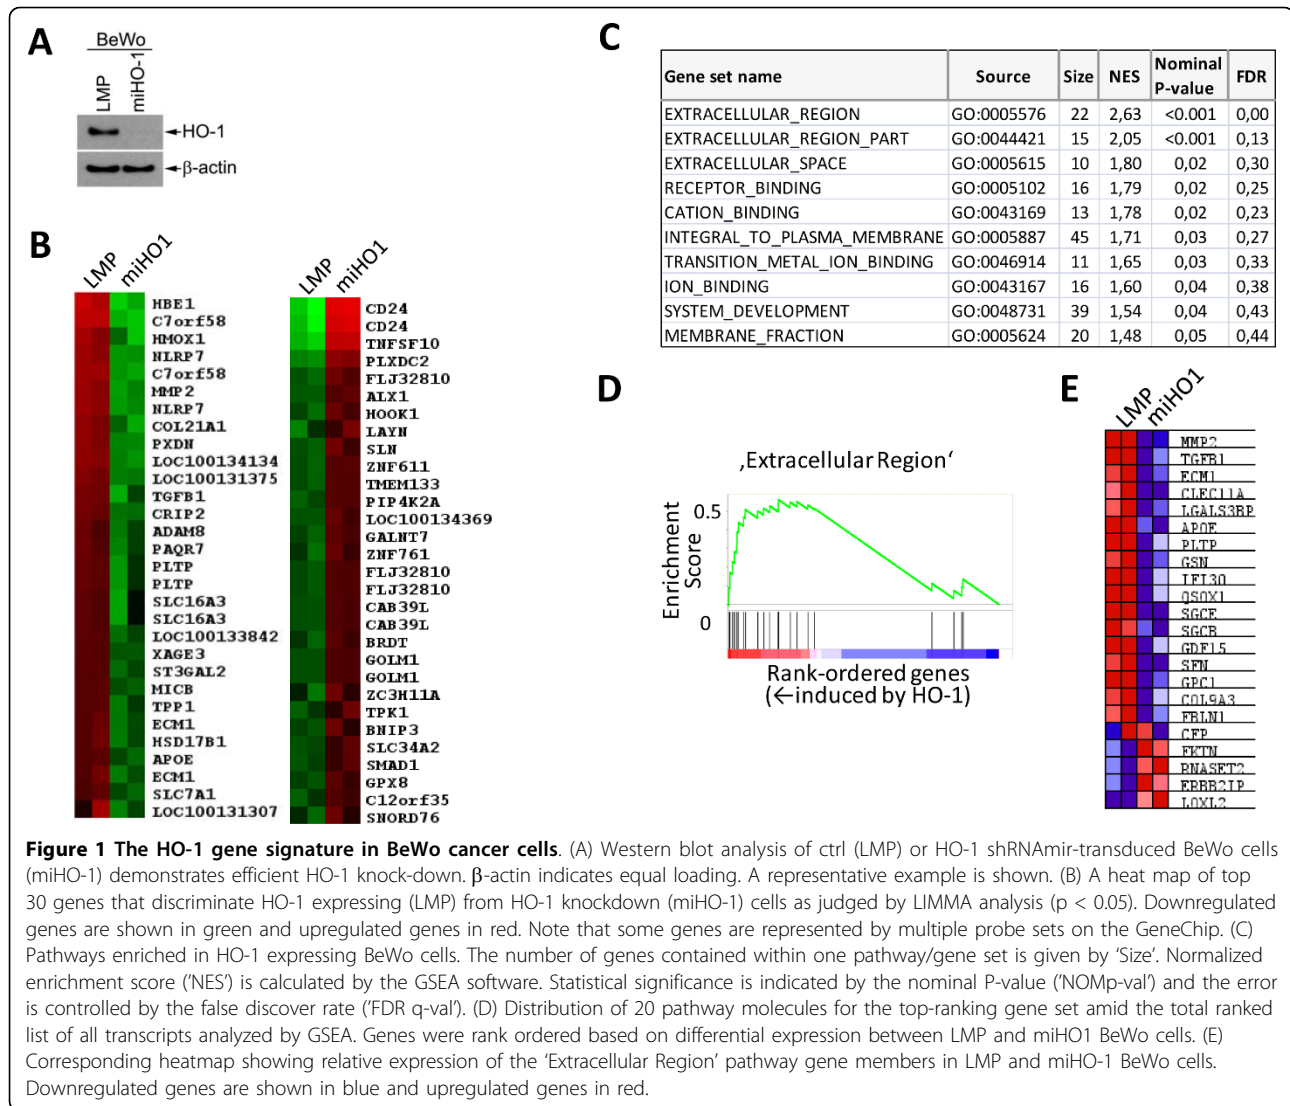 A
BeWo
LMP
miHO-1
HO-1
β-actin
B
LMP
miHO1
HBE1
C7orf58
HMOX1
NLRP7
C7orf58
MMP2
NLRP7
COL21A1
PXDN
LOC100134134
LOC100131375
TGFB1
CRIP2
ADAM8
PAQR7
PLTP
PLTP
SLC16A3
SLC16A3
LOC100133842
XAGE3
ST3GAL2
MICB
TPP1
ECM1
HSD17B1
APOE
ECM1
SLC7A1
LOC100131307
LMP
miHO1
CD24
CD24
TNFSF10
PLXDC2
FLJ32810
ALX1
HOOK1
LAYN
SLN
ZNF611
TMEM133
PIP4K2A
LOC100134369
GALNT7
ZNF761
FLJ32810
FLJ32810
CAB39L
CAB39L
BRDT
GOLM1
GOLM1
ZC3H11A
TPK1
BNIP3
SLC34A2
SMAD1
GPX8
C12orf35
SNORD76
C
Gene set name Source Size NES Nominal P-value FDR
EXTRACELLULAR_REGION GO:0005576 22 2,63 <0.001 0,00
EXTRACELLULAR_REGION_PART GO:0044421 15 2,05 <0.001 0,13
EXTRACELLULAR_SPACE GO:0005615 10 1,80 0,02 0,30
RECEPTOR_BINDING GO:0005102 16 1,79 0,02 0,25
CATION_BINDING GO:0043169 13 1,78 0,02 0,23
INTEGRAL_TO_PLASMA_MEMBRANE GO:0005887 45 1,71 0,03 0,27
TRANSITION_METAL_ION_BINDING GO:0046914 11 1,65 0,03 0,33
ION_BINDING GO:0043167 16 1,60 0,04 0,38
SYSTEM_DEVELOPMENT GO:0048731 39 1,54 0,04 0,43
MEMBRANE_FRACTION GO:0005624 20 1,48 0,05 0,44
D
‚Extracellular Region‘
Enrichment
Score
0.5
0
Rank-ordered genes
(←induced by HO-1)
E
LMP
miHO1
MMP2
TGFB1
ECM1
CLEC11A
LGALS3BP
APOE
PLTP
GSN
IFI30
QSOX1
SGCE
SGCB
GDF15
SFN
GPC1
COL9A3
FBLN1
CFP
FKTN
RNASET2
ERBB2IP
LOXL2
Figure 1 The HO-1 gene signature in BeWo cancer cells. (A) Western blot analysis of ctrl (LMP) or HO-1 shRNAmir-transduced BeWo cells
(miHO-1) demonstrates efficient HO-1 knock-down. β-actin indicates equal loading. A representative example is shown. (B) A heat map of top
30 genes that discriminate HO-1 expressing (LMP) from HO-1 knockdown (miHO-1) cells as judged by LIMMA analysis (p < 0.05). Downregulated
genes are shown in green and upregulated genes in red. Note that some genes are represented by multiple probe sets on the GeneChip. (C)
Pathways enriched in HO-1 expressing BeWo cells. The number of genes contained within one pathway/gene set is given by ‘Size’. Normalized
enrichment score (’NES’) is calculated by the GSEA software. Statistical significance is indicated by the nominal P-value (’NOMp-val’) and the error
is controlled by the false discover rate (’FDR q-val’). (D) Distribution of 20 pathway molecules for the top-ranking gene set amid the total ranked
list of all transcripts analyzed by GSEA. Genes were rank ordered based on differential expression between LMP and miHO1 BeWo cells. (E)
Corresponding heatmap showing relative expression of the ‘Extracellular Region’ pathway gene members in LMP and miHO-1 BeWo cells.
Downregulated genes are shown in blue and upregulated genes in red.